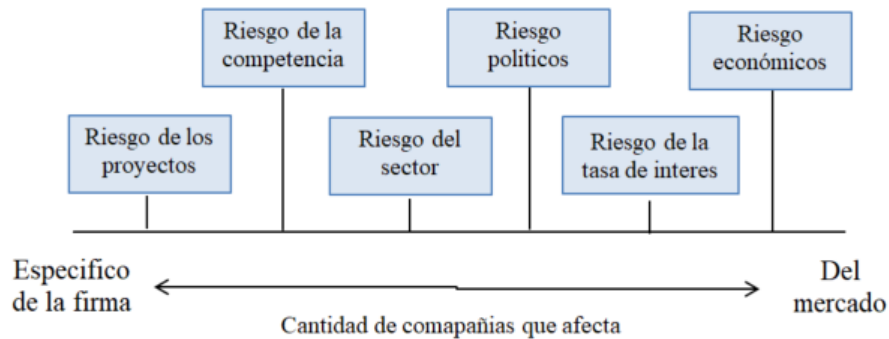 Riesgo de la
competencia
Riesgo
politicos
Riesgo
económicos
Riesgo de los
proyectos
Riesgo del
sector
Riesgo de la
tasa de interes
Especifico
de la firma
Del
mercado
Cantidad de comapañias que afecta